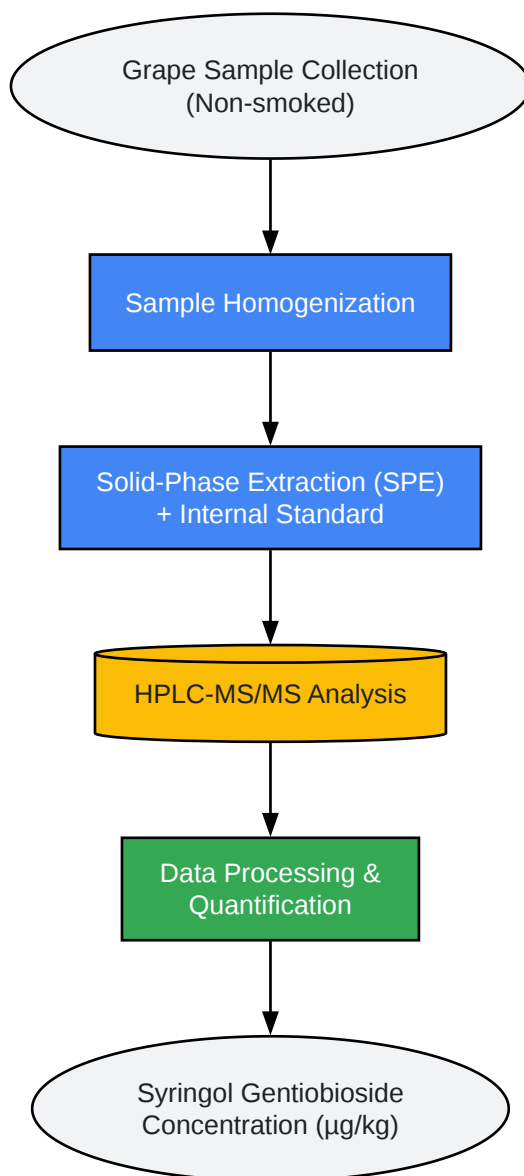 Grape Sample Collection
(Non-smoked)
Sample Homogenization
Solid-Phase Extraction (SPE)
+ Internal Standard
HPLC-MS/MS Analysis
Data Processing &
Quantification
Syringol Gentiobioside
Concentration (µg/kg)